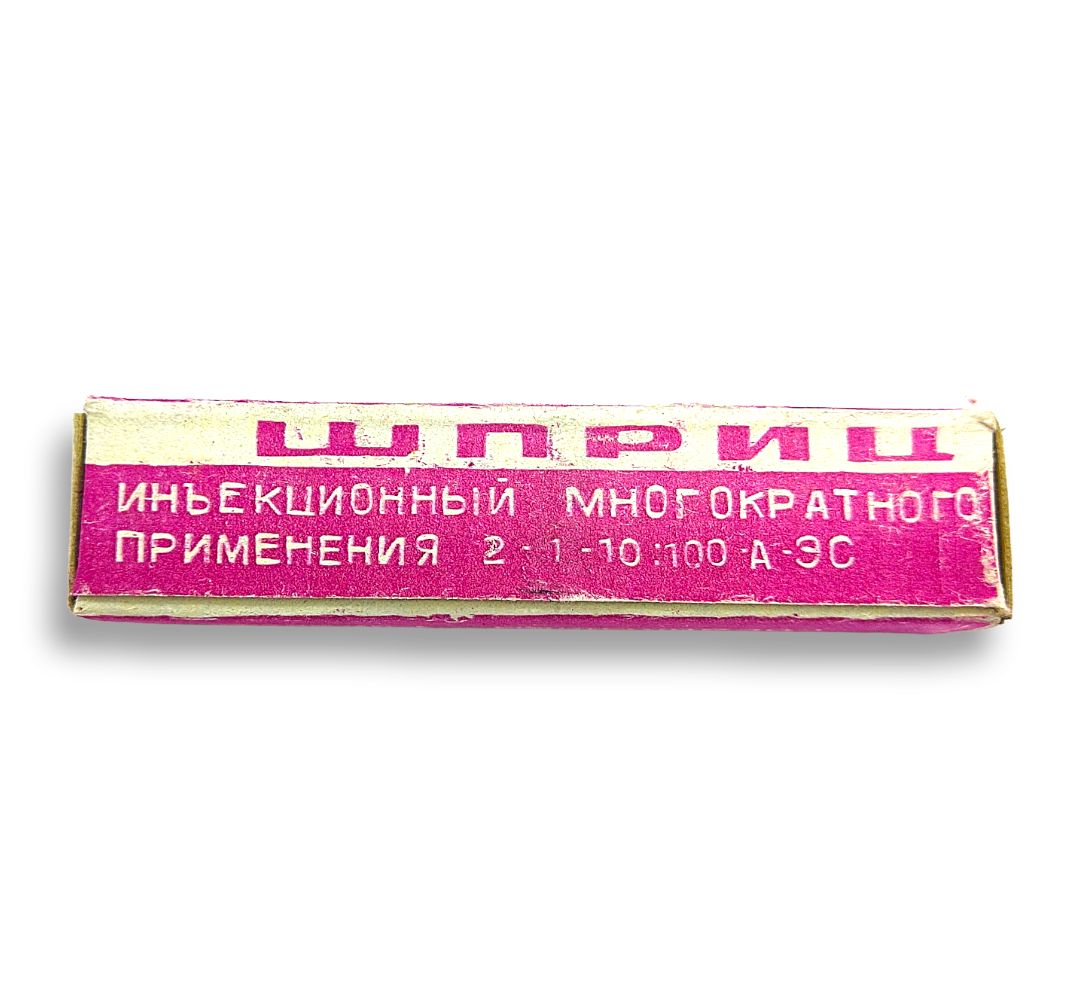 ШПРИЦ
ИНЪЕКЦИОННЫЙ МНОГОКРАТНОГО
ПРИМЕНЕНИЯ 2-1-10:100-А-ЭС